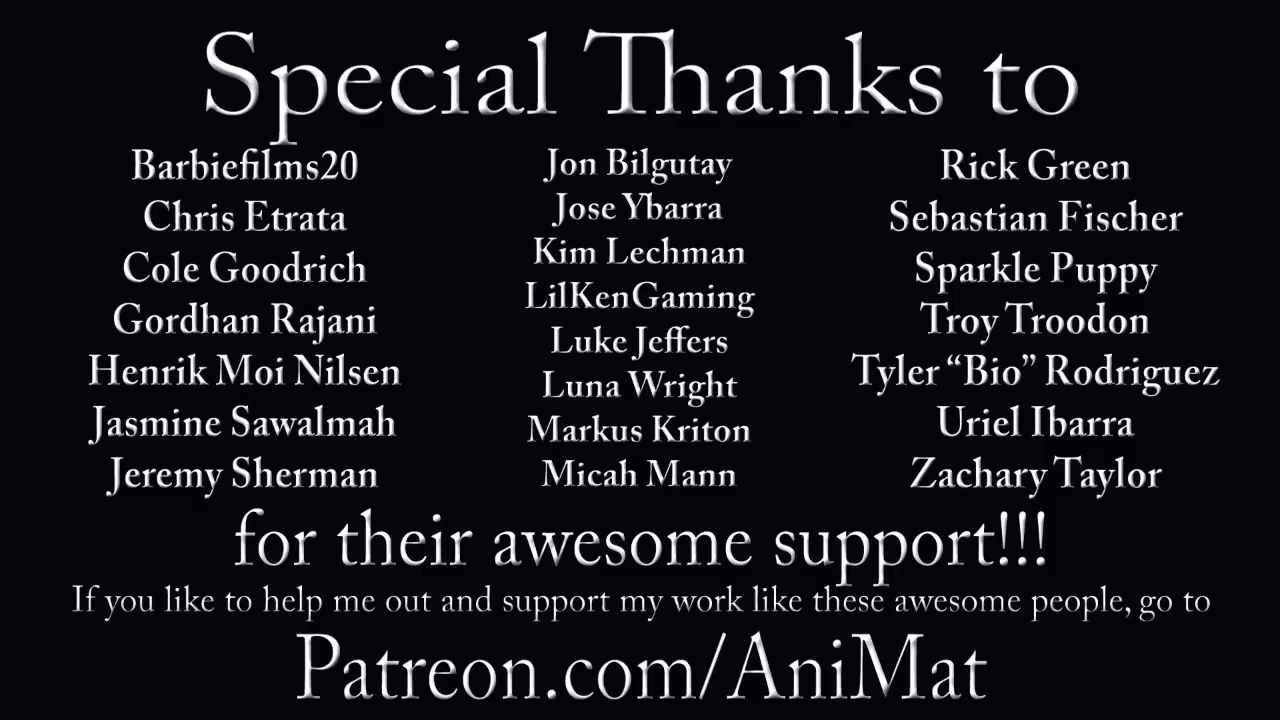 Special Thanks to
Barbiefilms20
Chris Etrata
Cole Goodrich
Gordhan Rajani
Henrik Moi Nilsen
Jasmine Sawalmah
Jeremy Sherman
Jon Bilgutay
Jose Ybarra
Kim Lechman
LilKenGaming
Luke Jeffers
Luna Wright
Markus Kriton
Micah Mann
Rick Green
Sebastian Fischer
Sparkle Puppy
Troy Troodon
Tyler “Bio” Rodriguez
Uriel Ibarra
Zachary Taylor
for their awesome support!!!
If you like to help me out and support my work like these awesome people, go to
Patreon.com/AniMat